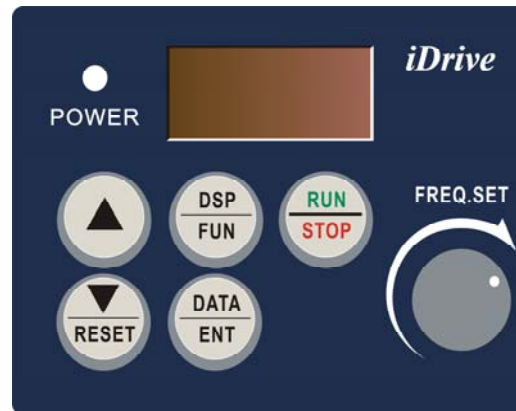 iDrive
POWER
DSP
FUN
RUN
STOP
FREQ.SET
RESET
DATA
ENT